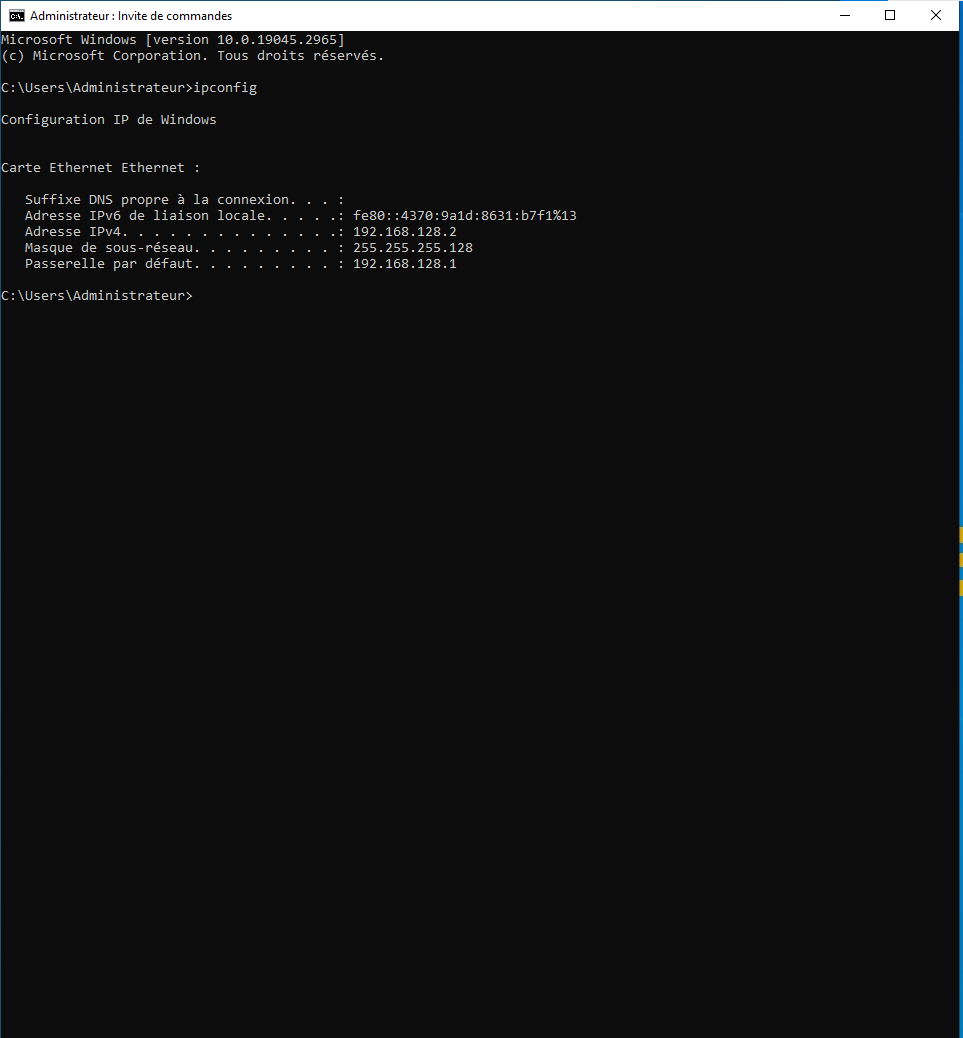 Administrateur : Invite de commandes
Microsoft Windows [version 10.0.19045.2965]
(c) Microsoft Corporation. Tous droits réservés.
C:\Users\Administrateur>ipconfig
Configuration IP de Windows
Carte Ethernet Ethernet :
Suffixe DNS propre à la connexion. . . :
Adresse IPv6 de liaison locale. . . . .: fe80::4370:9a1d:8631:b7f1%13
Adresse IPv4. . . . . . . . . . . . . .: 192.168.128.2
Masque de sous-réseau. . . . . . . . . : 255.255.255.128
Passerelle par défaut. . . . . . . . . : 192.168.128.1
C:\Users\Administrateur>